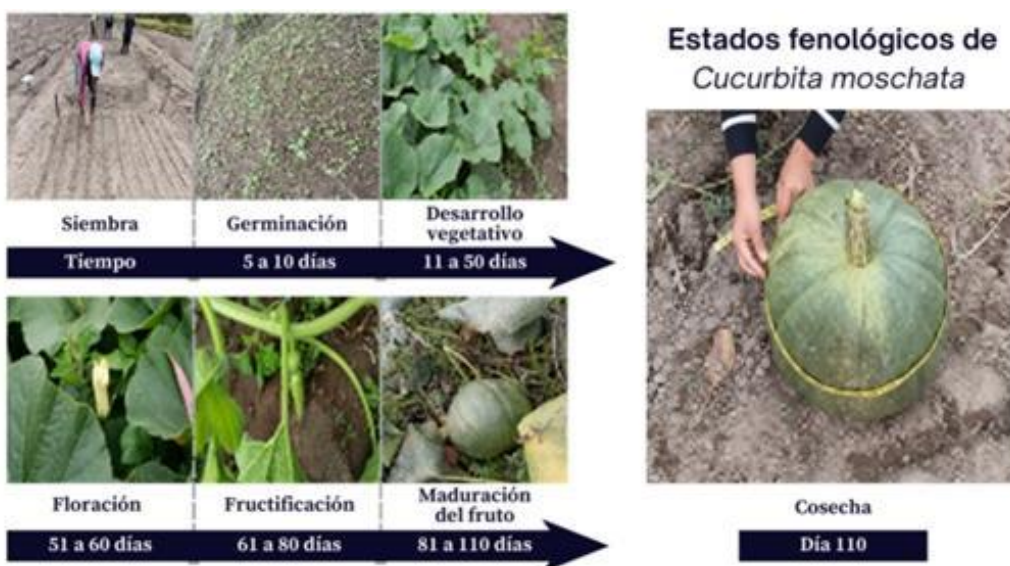 Estados fenológicos de
Cucurbita moschata
Siembra
Germinación
Desarrollo
vegetativo
Tiempo
5 a 10 días
11 a 50 días
Floración
Fructificación
Maduración
del fruto
51 a 60 días
61 a 80 días
81 a 110 días
Cosecha
Día 110